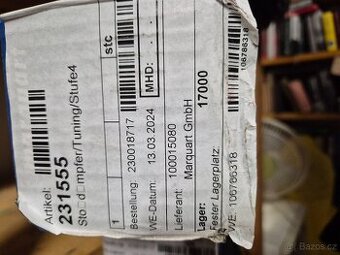 Artikel:
231555
Sto□d□mpfer/Tuning/Stufe4
1
stc
Bestellung: 230018717
WE-Datum: 13.03.2024
MHD: .
Lieferant: 100015080
Marquart GmbH
Lager: 17000
Fester Lagerplatz:
WE: 106786318
106786318
Bazos.cz